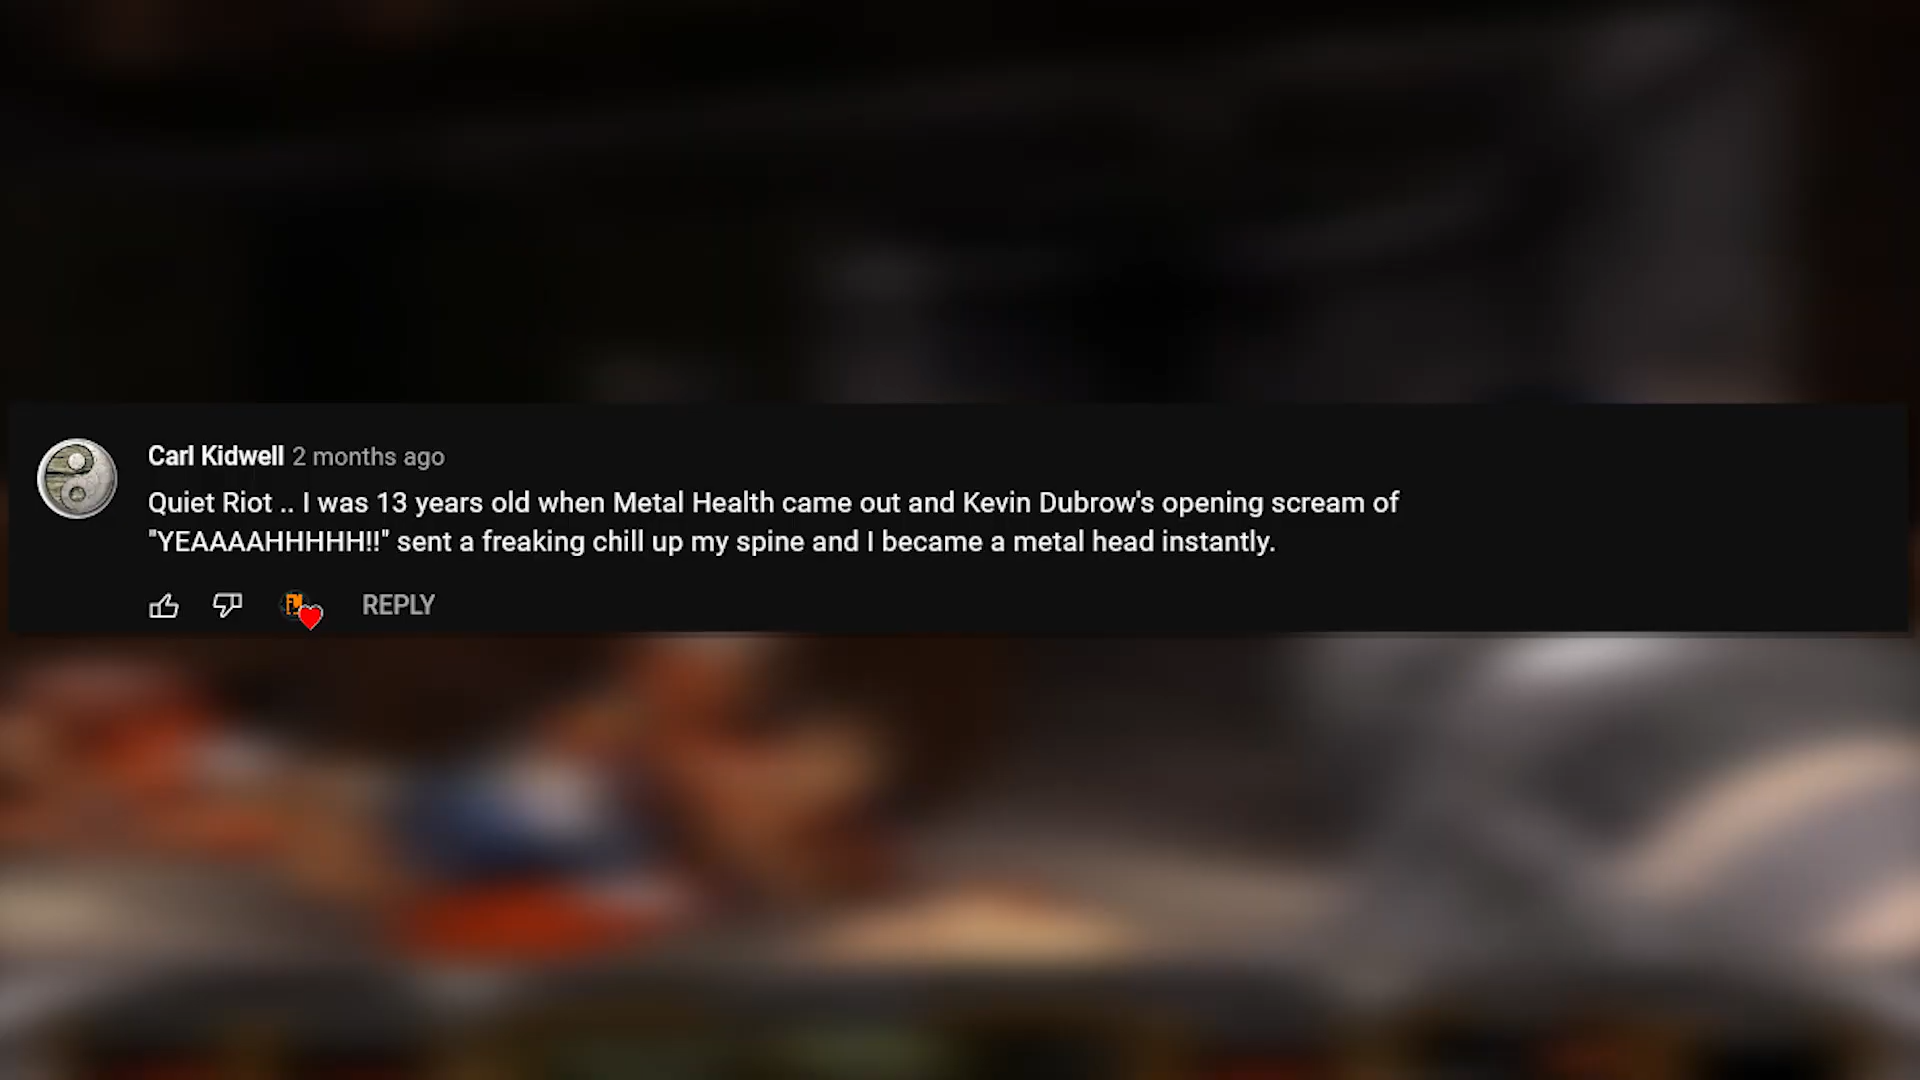 Carl Kidwell 2 months ago
Quiet Riot .. I was 13 years old when Metal Health came out and Kevin Dubrow's opening scream of
"YEAAAAHHHHH!!" sent a freaking chill up my spine and I became a metal head instantly.
REPLY